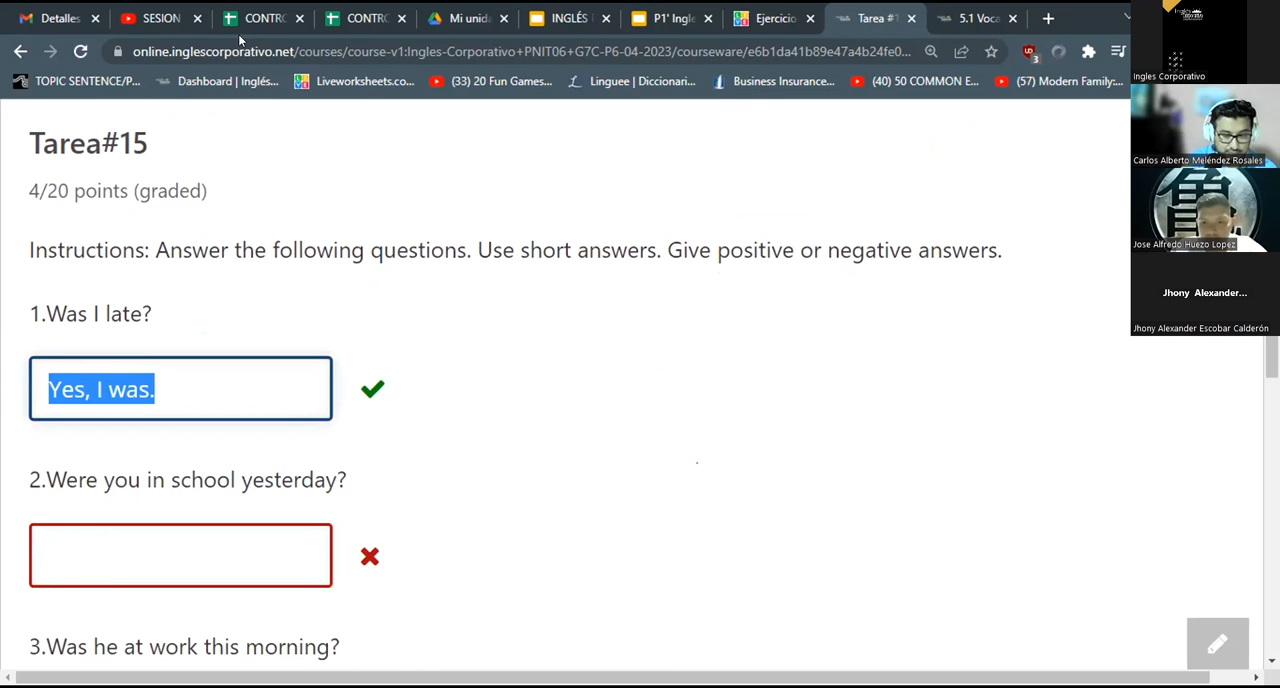 Detalles
SESION
CONTRO
CONTRO
Mi unida
INGLÉS
P1' Ingle
Ejercicio
Tarea #1
5.1 Voca
online.inglescorporativo.net/courses/course-v1:Ingles-Corporativo+PNIT06+G7C-P6-04-2023/courseware/e6b1da41b89e47a4b24fe0...
3
TOPIC SENTENCE/P...
Dashboard | Inglés...
Liveworksheets.co...
(33) 20 Fun Games...
Linguee | Diccionari...
Business Insurance...
(40) 50 COMMON E...
(57) Modern Family:...
Ingles Corporativo
Carlos Alberto Meléndez Rosales
Jose Alfredo Huezo Lopez
Jhony Alexander...
Jhony Alexander Escobar Calderón
Tarea#15
4/20 points (graded)
Instructions: Answer the following questions. Use short answers. Give positive or negative answers.
1.Was I late?
Yes, I was.
2.Were you in school yesterday?
3.Was he at work this morning?